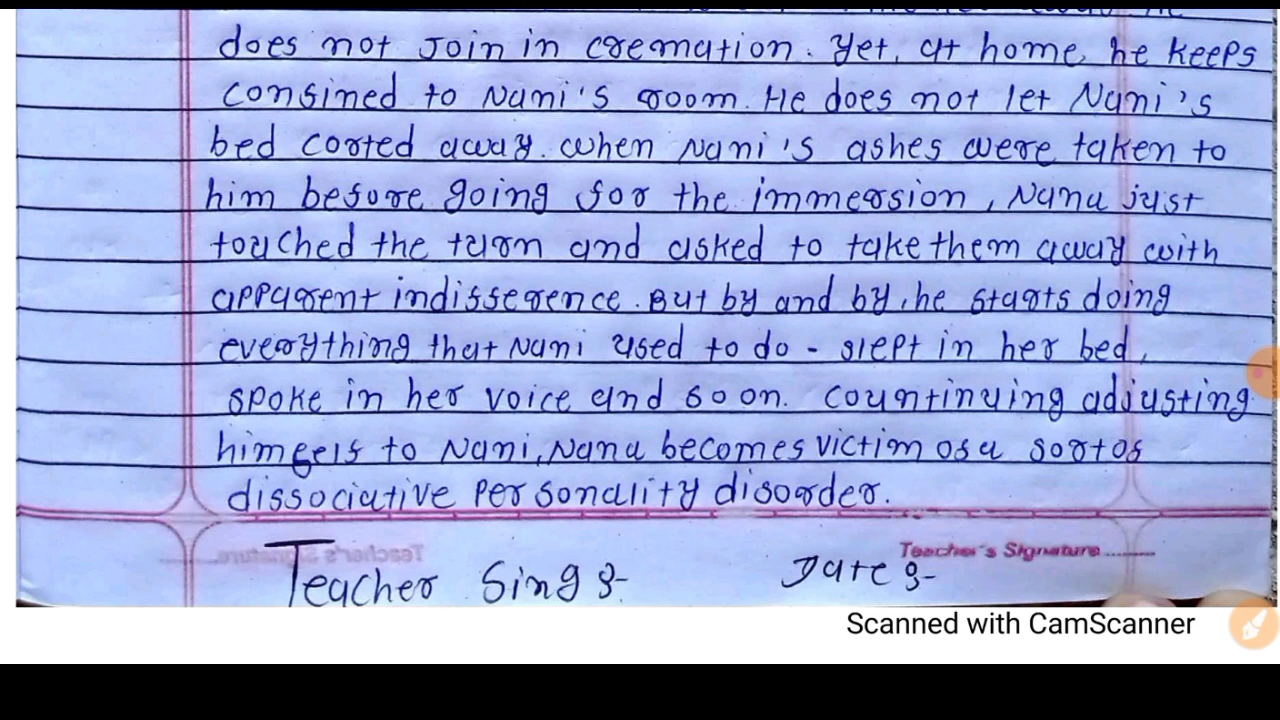 does not Join in cremation. Yet, at home, he keeps
consined to Nani's room. He does not let Nani's
bed corted away. when Nani's ashes were taken to
him before going for the immersion, Nana just
touched the turn and asked to take them away with
apparent indisserence. But by and by, he starts doing
everything that Nani used to do - slept in her bed,
spoke in her voice and so on. Countinuing adjusting
himself to Nani, Nana becomes victim of a sort of
dissociative personality disorder.
Teacher's Signature..........
Teacher's Signature
Teacher Sing :-
Date :-
Scanned with CamScanner